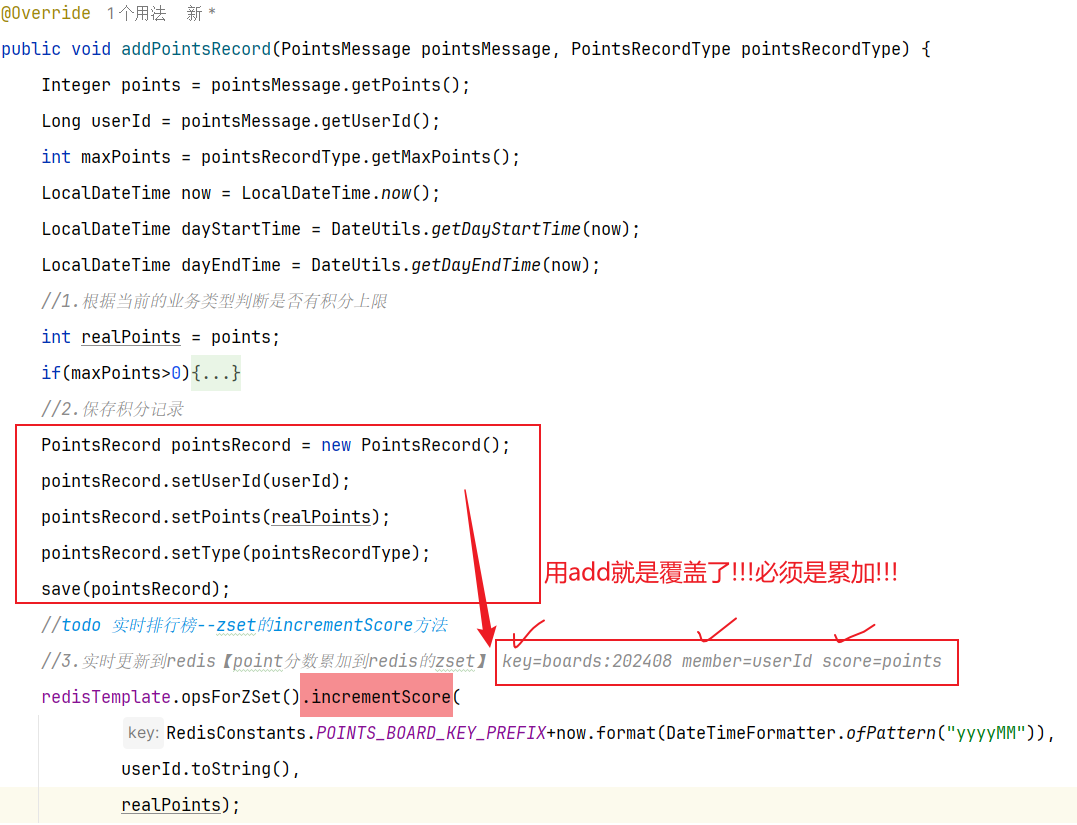 @Override 1个用法 新 *
public void addPointsRecord(PointsMessage pointsMessage, PointsRecordType pointsRecordType) {
Integer points = pointsMessage.getPoints();
Long userId = pointsMessage.getUserId();
int maxPoints = pointsRecordType.getMaxPoints();
LocalDateTime now = LocalDateTime.now();
LocalDateTime dayStartTime = DateUtils.getDayStartTime(now);
LocalDateTime dayEndTime = DateUtils.getDayEndTime(now);
//1.根据当前的业务类型判断是否有积分上限
int realPoints = points;
if(maxPoints>0){...}
//2.保存积分记录
PointsRecord pointsRecord = new PointsRecord();
pointsRecord.setUserId(userId);
pointsRecord.setPoints(realPoints);
pointsRecord.setType(pointsRecordType);
用add就是覆盖了!!!必须是累加!!!
save(pointsRecord);
//todo 实时排行榜--zset的incrementScore方法
//3.实时更新到redis【point分数累加到redis的zset】 key=boards:202408 member=userId score=points
redisTemplate.opsForZSet().incrementScore(
key: RedisConstants.POINTS_BOARD_KEY_PREFIX+now.format(DateTimeFormatter.ofPattern("yyyyMM")),
userId.toString(),
realPoints);